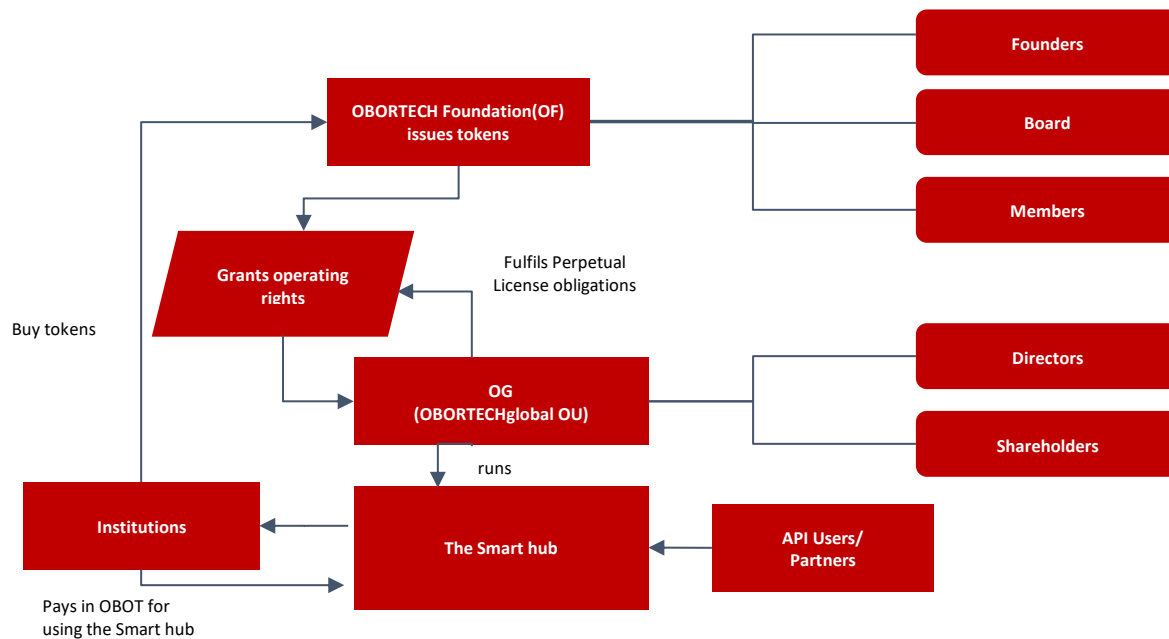 Founders
OBORTECH Foundation(OF)
issues tokens
Board
Members
Grants operating
rights
Fulfils Perpetual
License obligations
Buy tokens
Directors
OG
(OBORTECHglobal OU)
Shareholders
runs
Institutions
The Smart hub
API Users/
Partners
Pays in OBOT for
using the Smart hub